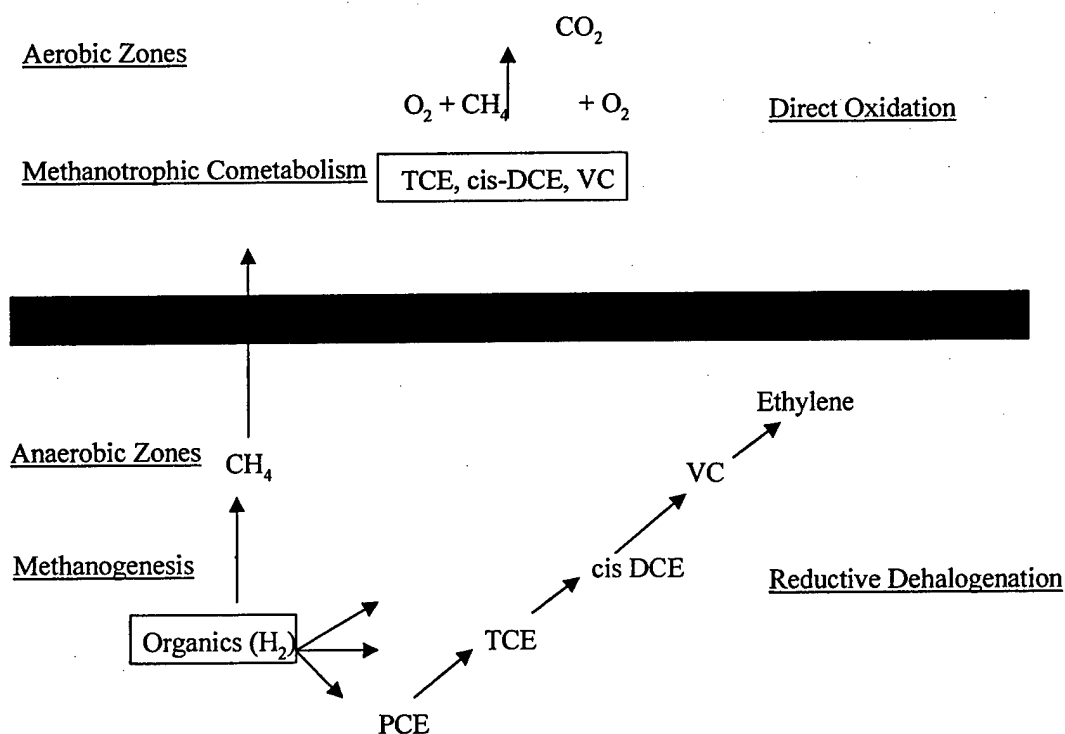 CO₂
Aerobic Zones
O₂ + CH₄ + O₂
Direct Oxidation
Methanotrophic Cometabolism
TCE, cis-DCE, VC
Ethylene
Anaerobic Zones
CH₄
VC
Methanogenesis
cis DCE
Reductive Dehalogenation
Organics (H₂)
TCE
PCE